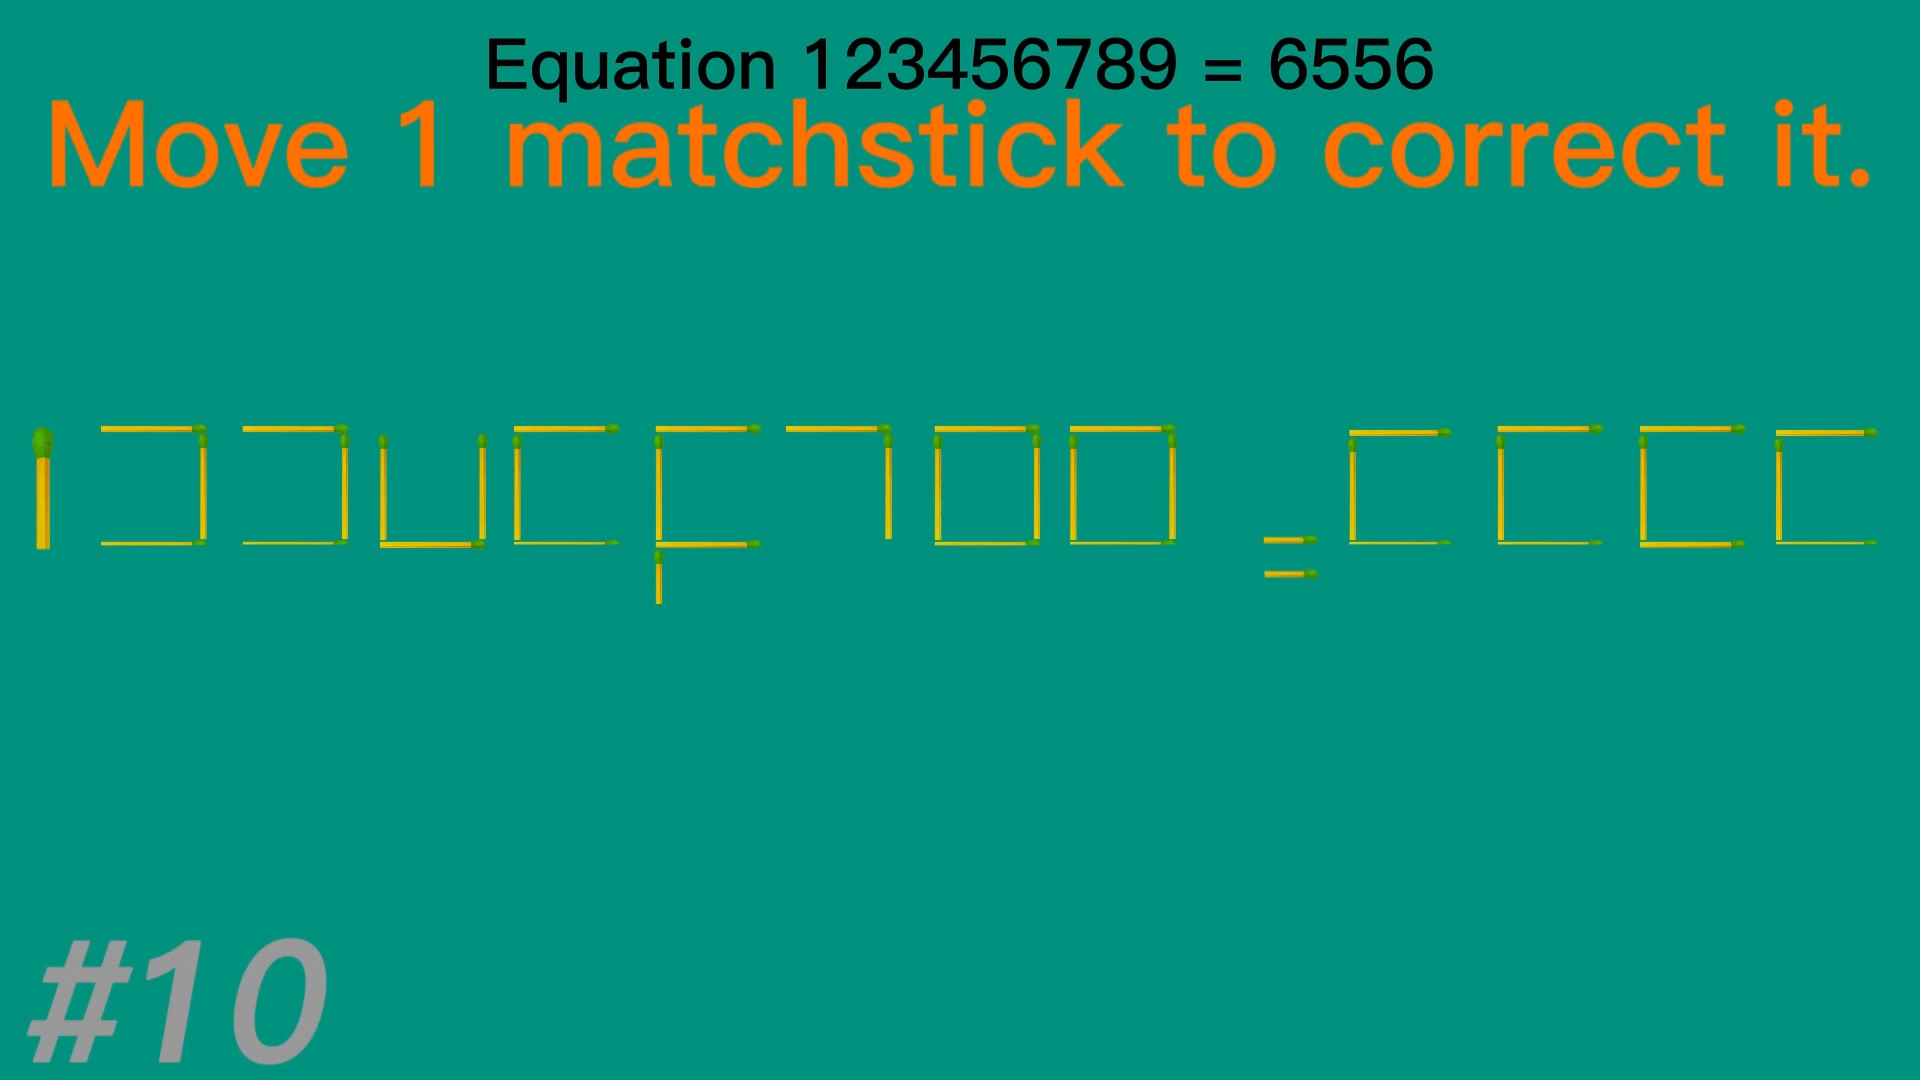 Equation 123456789 = 6556
Move 1 matchstick to correct it.
#10